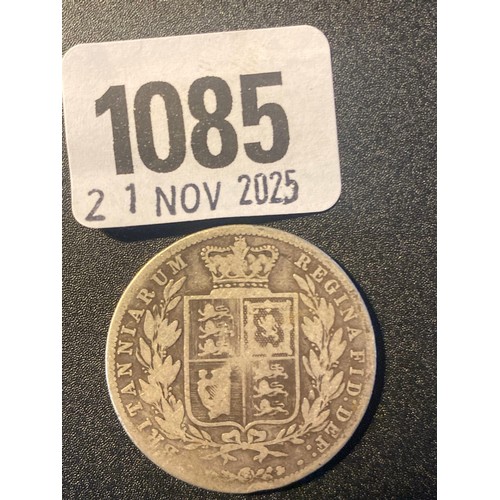 1085
21 NOV 2025
BRITANNIARUM REGINA FID: DEF: